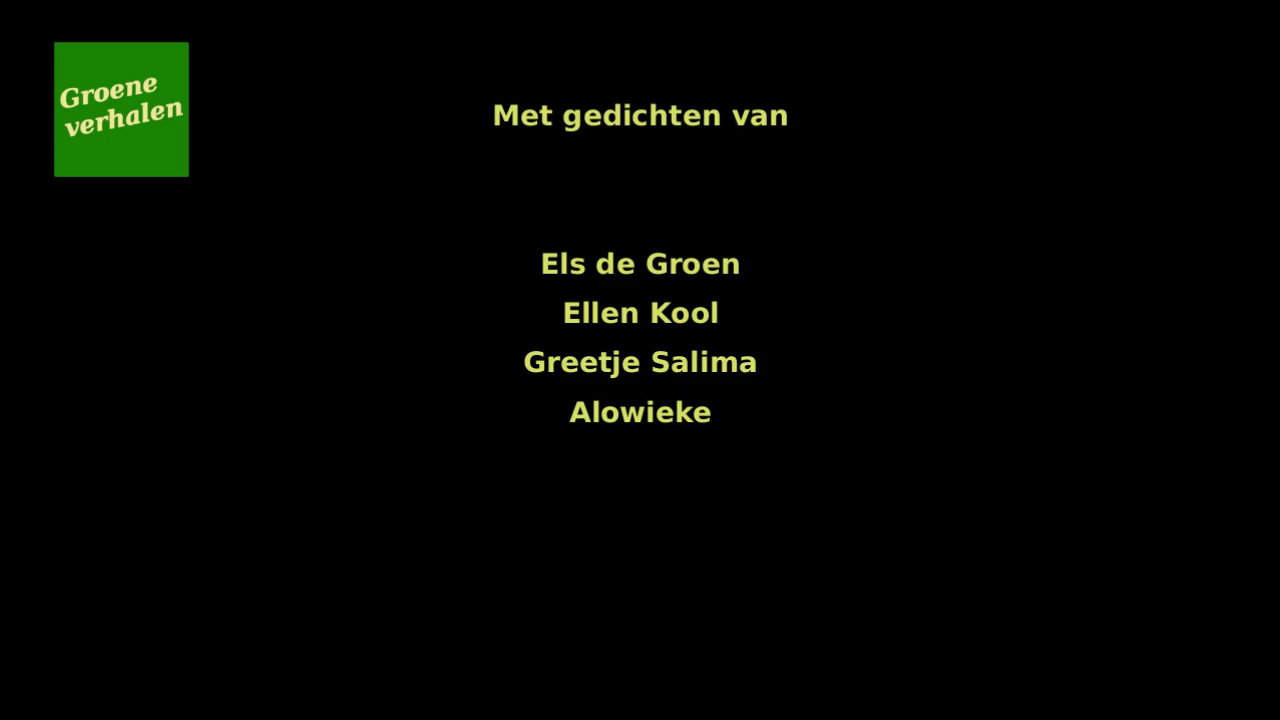 Groene
verhalen
Met gedichten van
Els de Groen
Ellen Kool
Greetje Salima
Alowieke